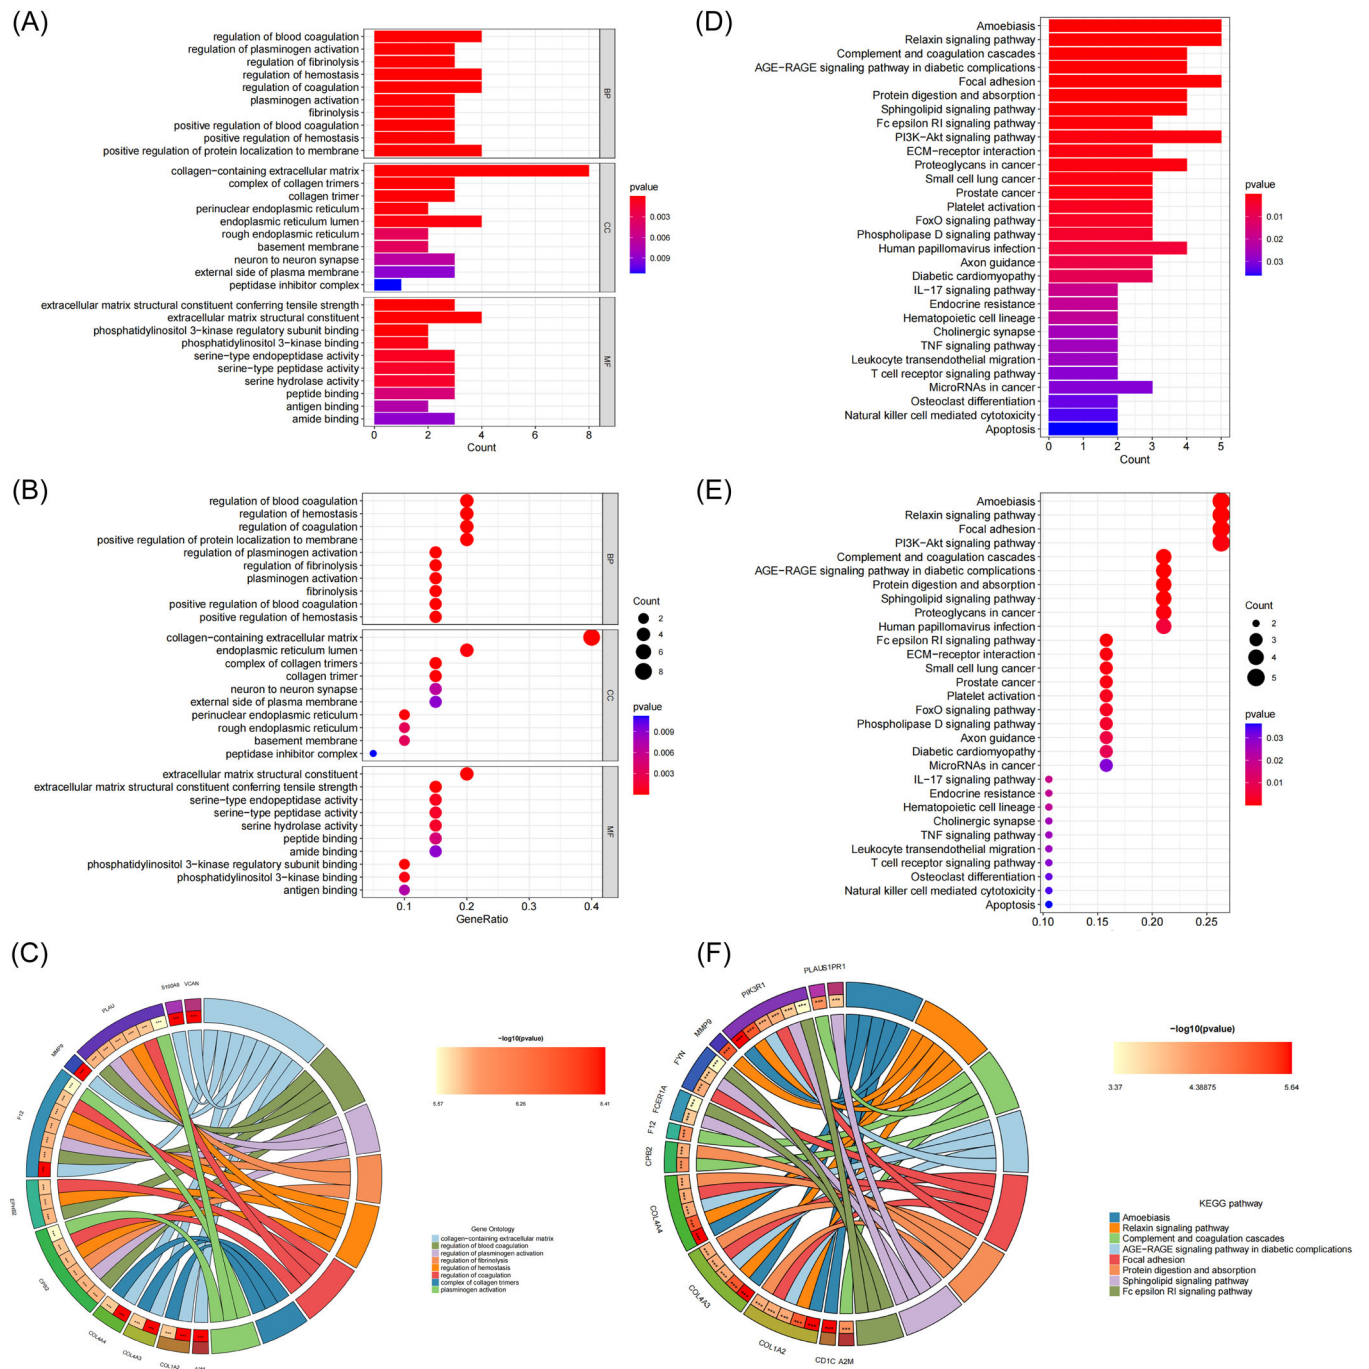 (A)
regulation of blood coagulation
regulation of plasminogen activation
regulation of fibrinolysis
regulation of hemostasis
regulation of coagulation
plasminogen activation
fibrinolysis
positive regulation of blood coagulation
positive regulation of hemostasis
positive regulation of protein localization to membrane
BP
collagen−containing extracellular matrix
complex of collagen trimers
collagen trimer
perinuclear endoplasmic reticulum
endoplasmic reticulum lumen
rough endoplasmic reticulum
basement membrane
neuron to neuron synapse
external side of plasma membrane
peptidase inhibitor complex
CC
extracellular matrix structural constituent conferring tensile strength
extracellular matrix structural constituent
phosphatidylinositol 3−kinase regulatory subunit binding
phosphatidylinositol 3−kinase binding
serine−type endopeptidase activity
serine−type peptidase activity
serine hydrolase activity
peptide binding
antigen binding
amide binding
MF
0 2 4 6 8
Count
pvalue
0.003
0.006
0.009
(D)
Amoebiasis
Relaxin signaling pathway
Complement and coagulation cascades
AGE−RAGE signaling pathway in diabetic complications
Focal adhesion
Protein digestion and absorption
Sphingolipid signaling pathway
Fc epsilon RI signaling pathway
PI3K−Akt signaling pathway
ECM−receptor interaction
Proteoglycans in cancer
Small cell lung cancer
Prostate cancer
Platelet activation
FoxO signaling pathway
Phospholipase D signaling pathway
Human papillomavirus infection
Axon guidance
Diabetic cardiomyopathy
IL−17 signaling pathway
Endocrine resistance
Hematopoietic cell lineage
Cholinergic synapse
TNF signaling pathway
Leukocyte transendothelial migration
T cell receptor signaling pathway
MicroRNAs in cancer
Osteoclast differentiation
Natural killer cell mediated cytotoxicity
Apoptosis
0 1 2 3 4 5
Count
pvalue
0.01
0.02
0.03
(B)
regulation of blood coagulation
regulation of hemostasis
regulation of coagulation
positive regulation of protein localization to membrane
regulation of plasminogen activation
regulation of fibrinolysis
plasminogen activation
fibrinolysis
positive regulation of blood coagulation
positive regulation of hemostasis
BP
collagen−containing extracellular matrix
endoplasmic reticulum lumen
complex of collagen trimers
collagen trimer
neuron to neuron synapse
external side of plasma membrane
perinuclear endoplasmic reticulum
rough endoplasmic reticulum
basement membrane
peptidase inhibitor complex
CC
extracellular matrix structural constituent
extracellular matrix structural constituent conferring tensile strength
serine−type endopeptidase activity
serine−type peptidase activity
serine hydrolase activity
peptide binding
amide binding
phosphatidylinositol 3−kinase regulatory subunit binding
phosphatidylinositol 3−kinase binding
antigen binding
MF
0.1 0.2 0.3 0.4
GeneRatio
Count
2
4
6
8
pvalue
0.009
0.006
0.003
(E)
Amoebiasis
Relaxin signaling pathway
Focal adhesion
PI3K−Akt signaling pathway
Complement and coagulation cascades
AGE−RAGE signaling pathway in diabetic complications
Protein digestion and absorption
Sphingolipid signaling pathway
Proteoglycans in cancer
Human papillomavirus infection
Fc epsilon RI signaling pathway
ECM−receptor interaction
Small cell lung cancer
Prostate cancer
Platelet activation
FoxO signaling pathway
Phospholipase D signaling pathway
Axon guidance
Diabetic cardiomyopathy
MicroRNAs in cancer
IL−17 signaling pathway
Endocrine resistance
Hematopoietic cell lineage
Cholinergic synapse
TNF signaling pathway
Leukocyte transendothelial migration
T cell receptor signaling pathway
Osteoclast differentiation
Natural killer cell mediated cytotoxicity
Apoptosis
0.10 0.15 0.20 0.25
Count
2
3
4
5
pvalue
0.03
0.02
0.01
(C)
VCAN
PLAU
MMP9
F12
CPB2
COL4A4
COL4A3
COL1A2
−log10(pvalue)
5.57 6.26 8.41
Gene Ontology
collagen−containing extracellular matrix
regulation of blood coagulation
regulation of plasminogen activation
regulation of fibrinolysis
regulation of hemostasis
regulation of coagulation
complex of collagen trimers
plasminogen activation
(F)
PLAU
S1PR1
PIK3R1
MMP9
FYN
FCER1A
F12
CPB2
COL4A4
COL4A3
COL1A2
CD1C
A2M
−log10(pvalue)
3.37 4.38875 5.64
KEGG pathway
Amoebiasis
Relaxin signaling pathway
Complement and coagulation cascades
AGE−RAGE signaling pathway in diabetic complications
Focal adhesion
Protein digestion and absorption
Sphingolipid signaling pathway
Fc epsilon RI signaling pathway